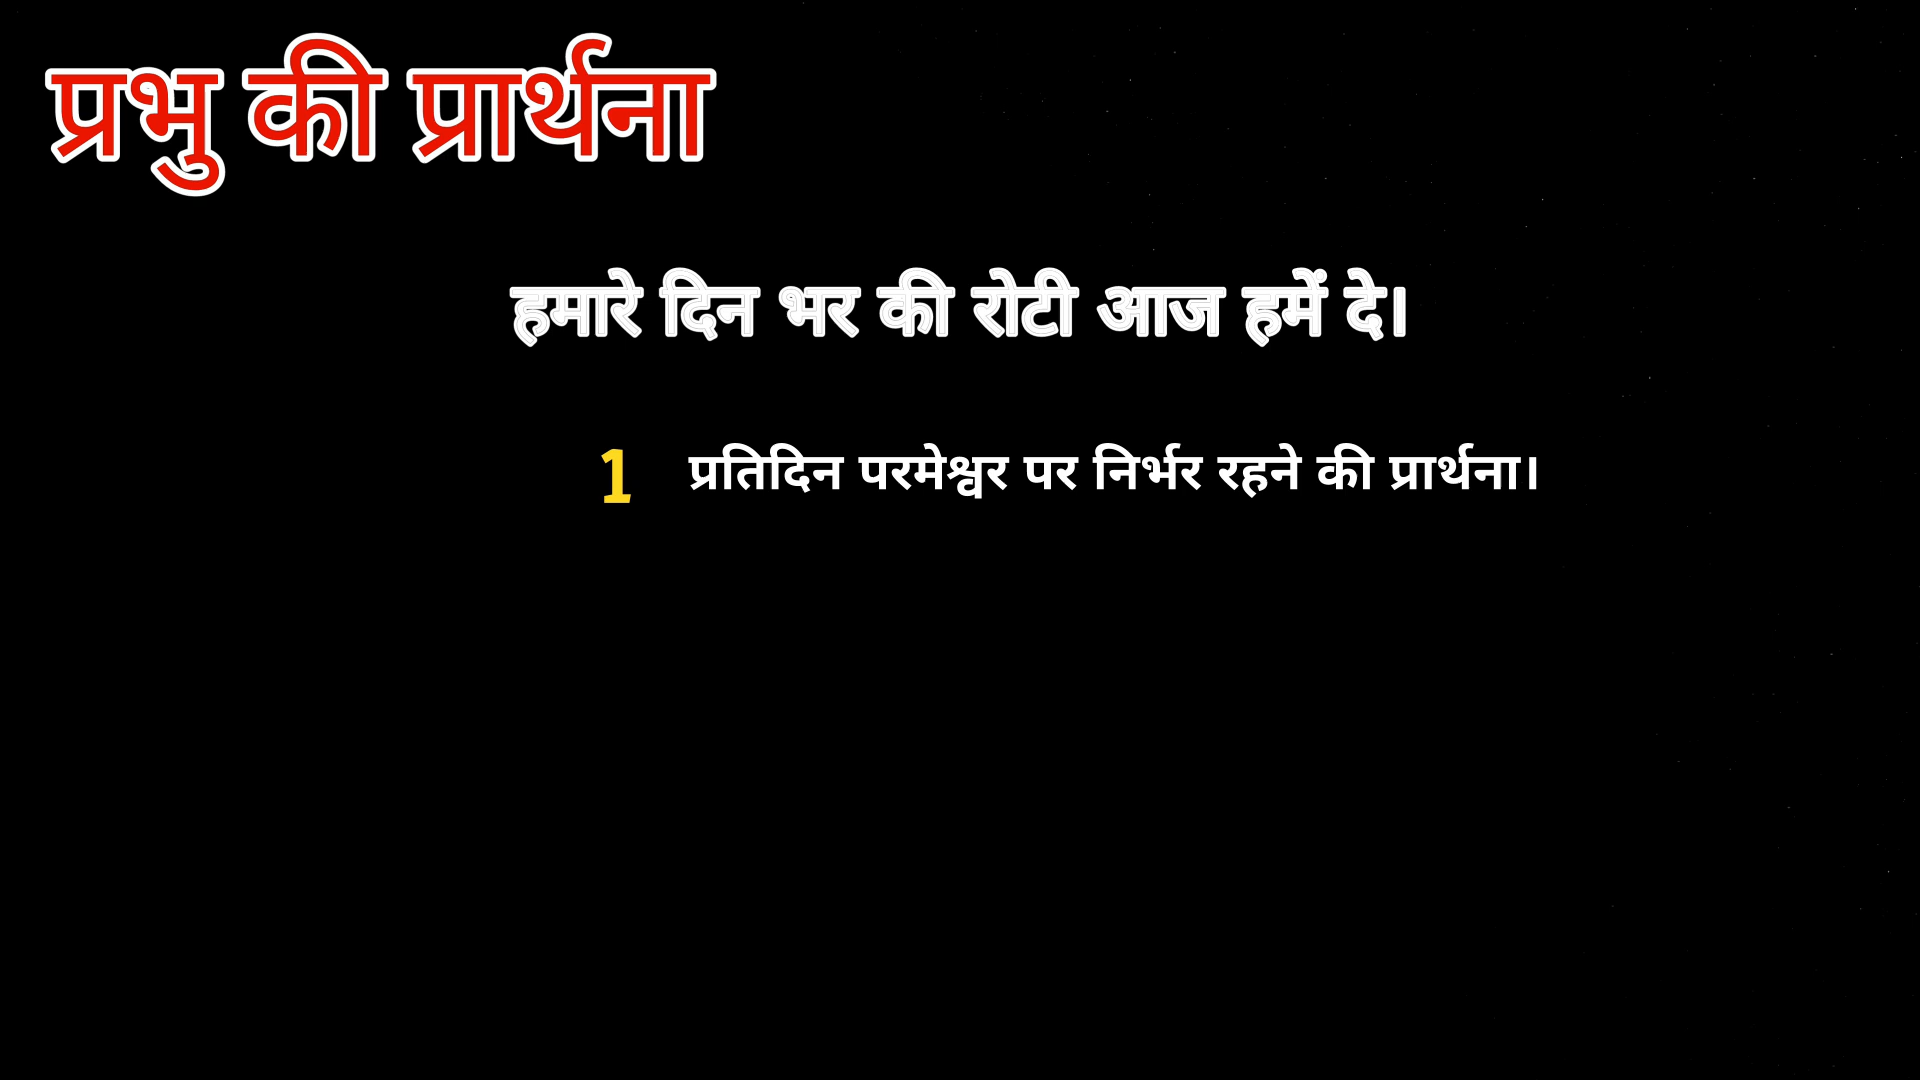 प्रभु की प्रार्थना
हमारे दिन भर की रोटी आज हमें दे।
1 प्रतिदिन परमेश्वर पर निर्भर रहने की प्रार्थना।